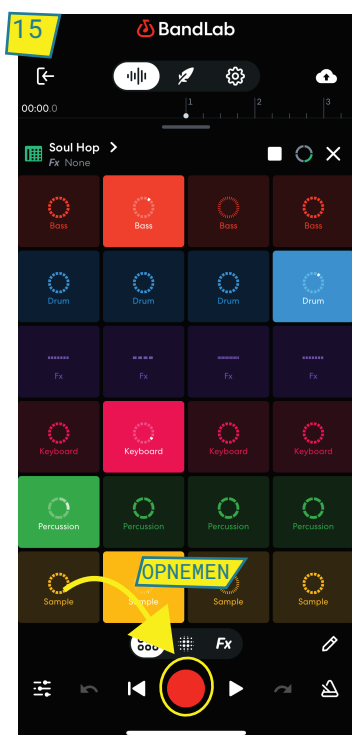 15
BandLab
00:00.0
1 2 3
Soul Hop
Fx None
Bass Bass Bass Bass
Drum Drum Drum Drum
Fx Fx Fx Fx
Keyboard Keyboard Keyboard Keyboard
Percussion Percussion Percussion Percussion
OPNEMEN
Sample Sample Sample Sample
Fx